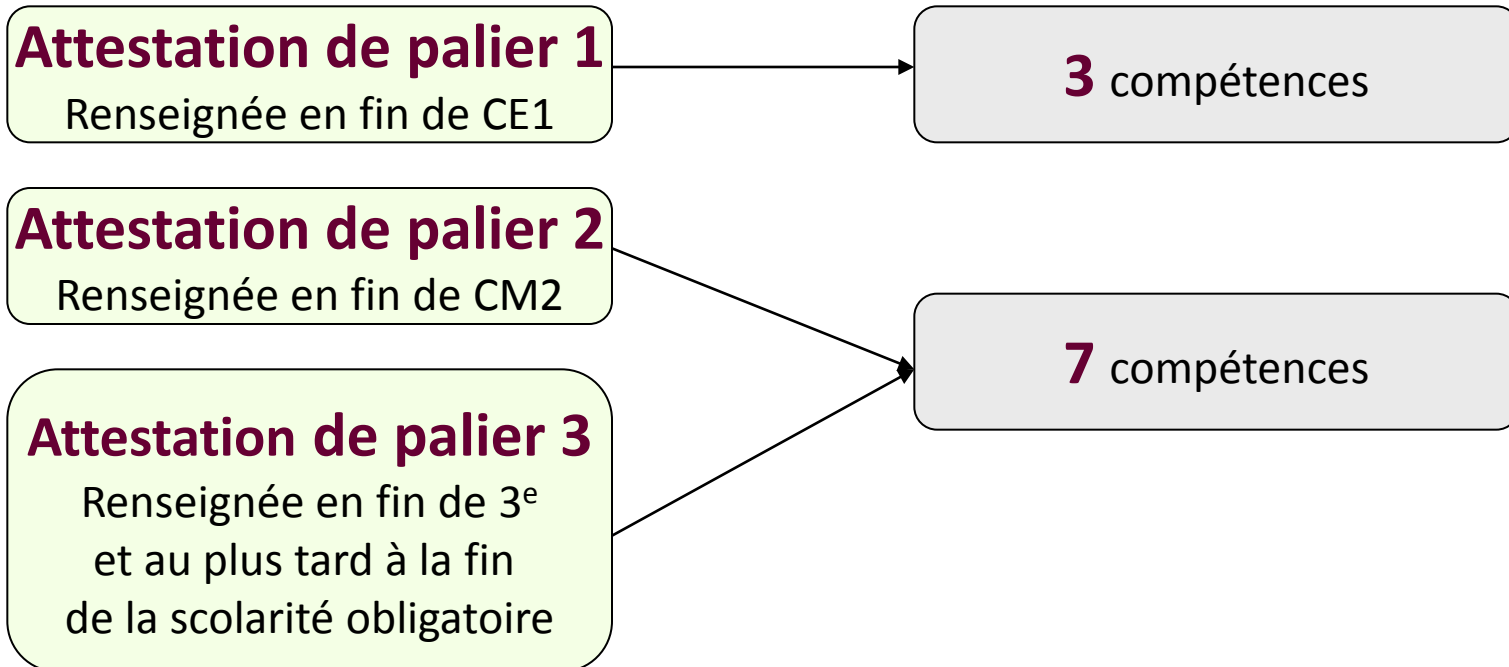 Attestation de palier 1
Renseignée en fin de CE1
3 compétences
Attestation de palier 2
Renseignée en fin de CM2
7 compétences
Attestation de palier 3
Renseignée en fin de 3ᵉ
et au plus tard à la fin
de la scolarité obligatoire